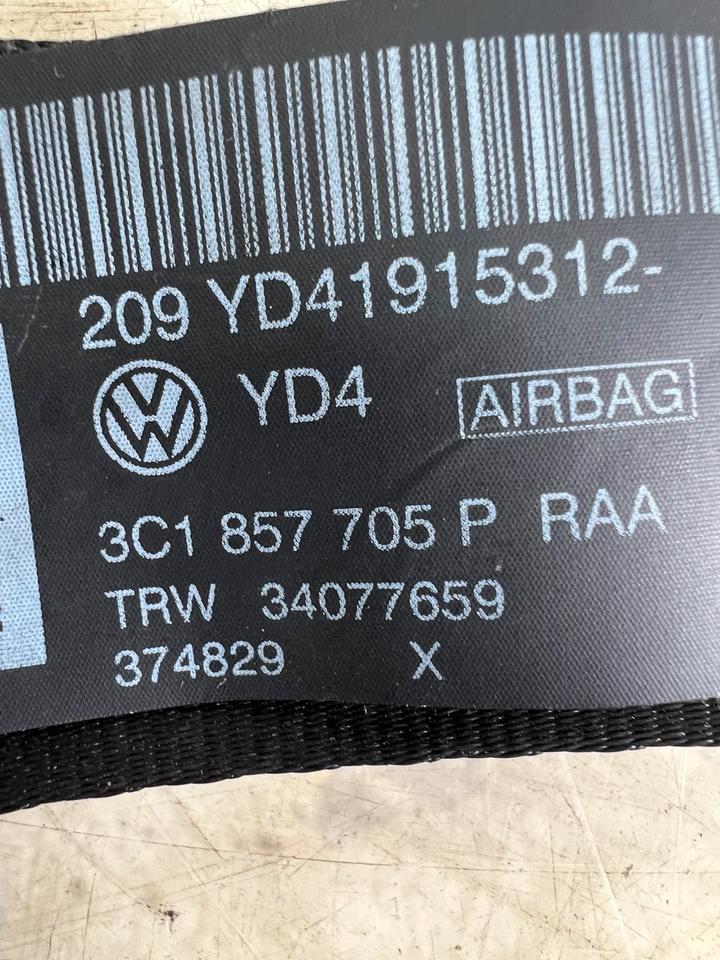 209 YD41915312-
YD4 AIRBAG
3C1 857 705 P RAA
TRW 34077659
374829 X